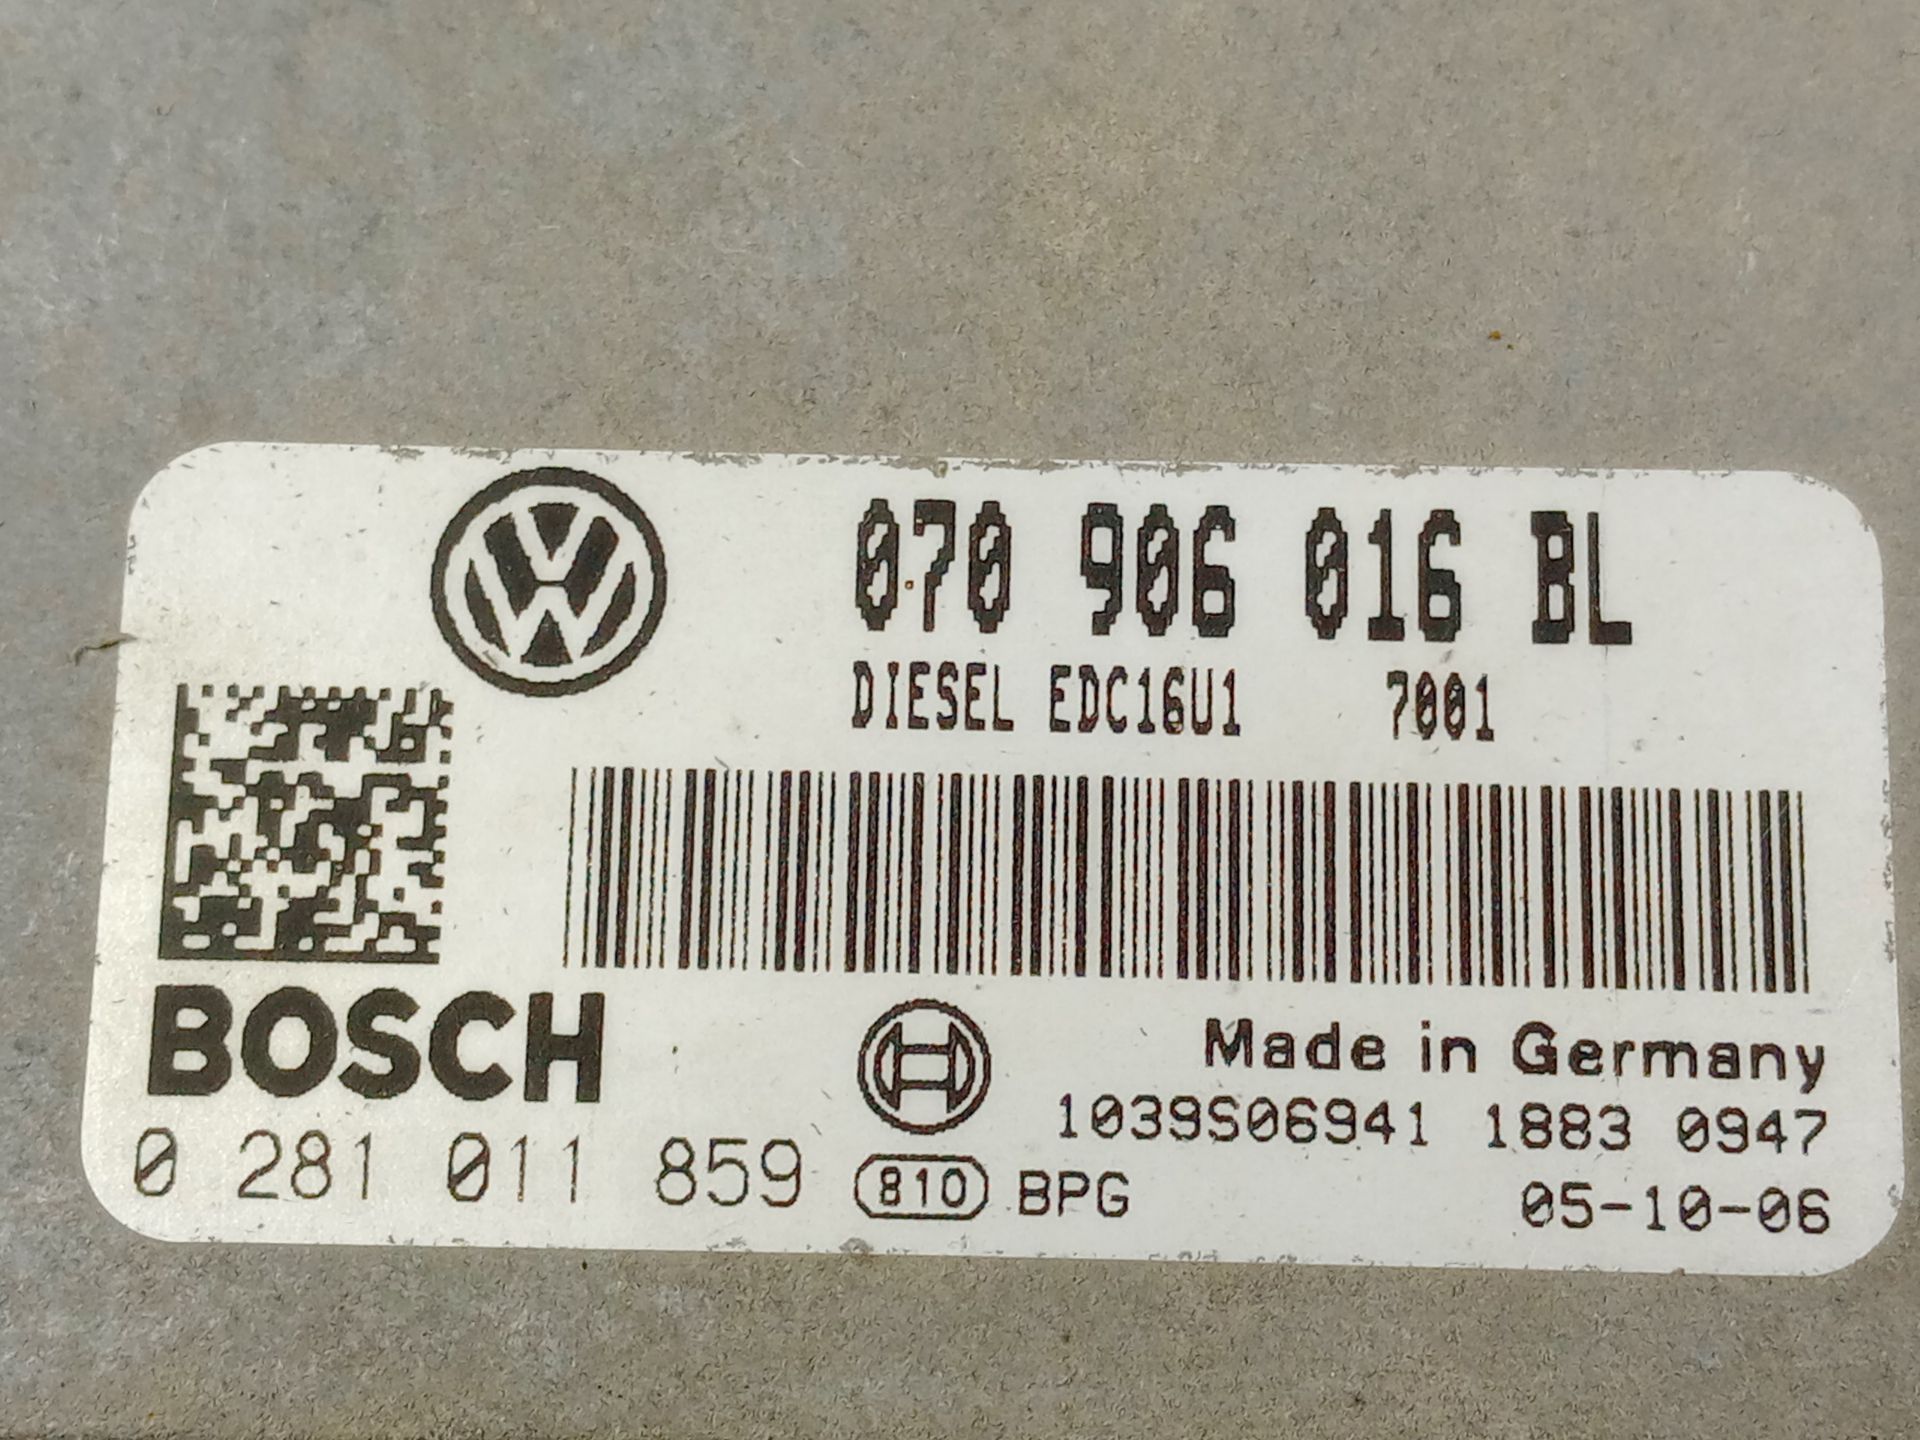 070 906 016 BL
DIESEL EDC16U1 7001
BOSCH
Made in Germany
1039S06941 1883 0947
0 281 011 859
810 BPG
05-10-06